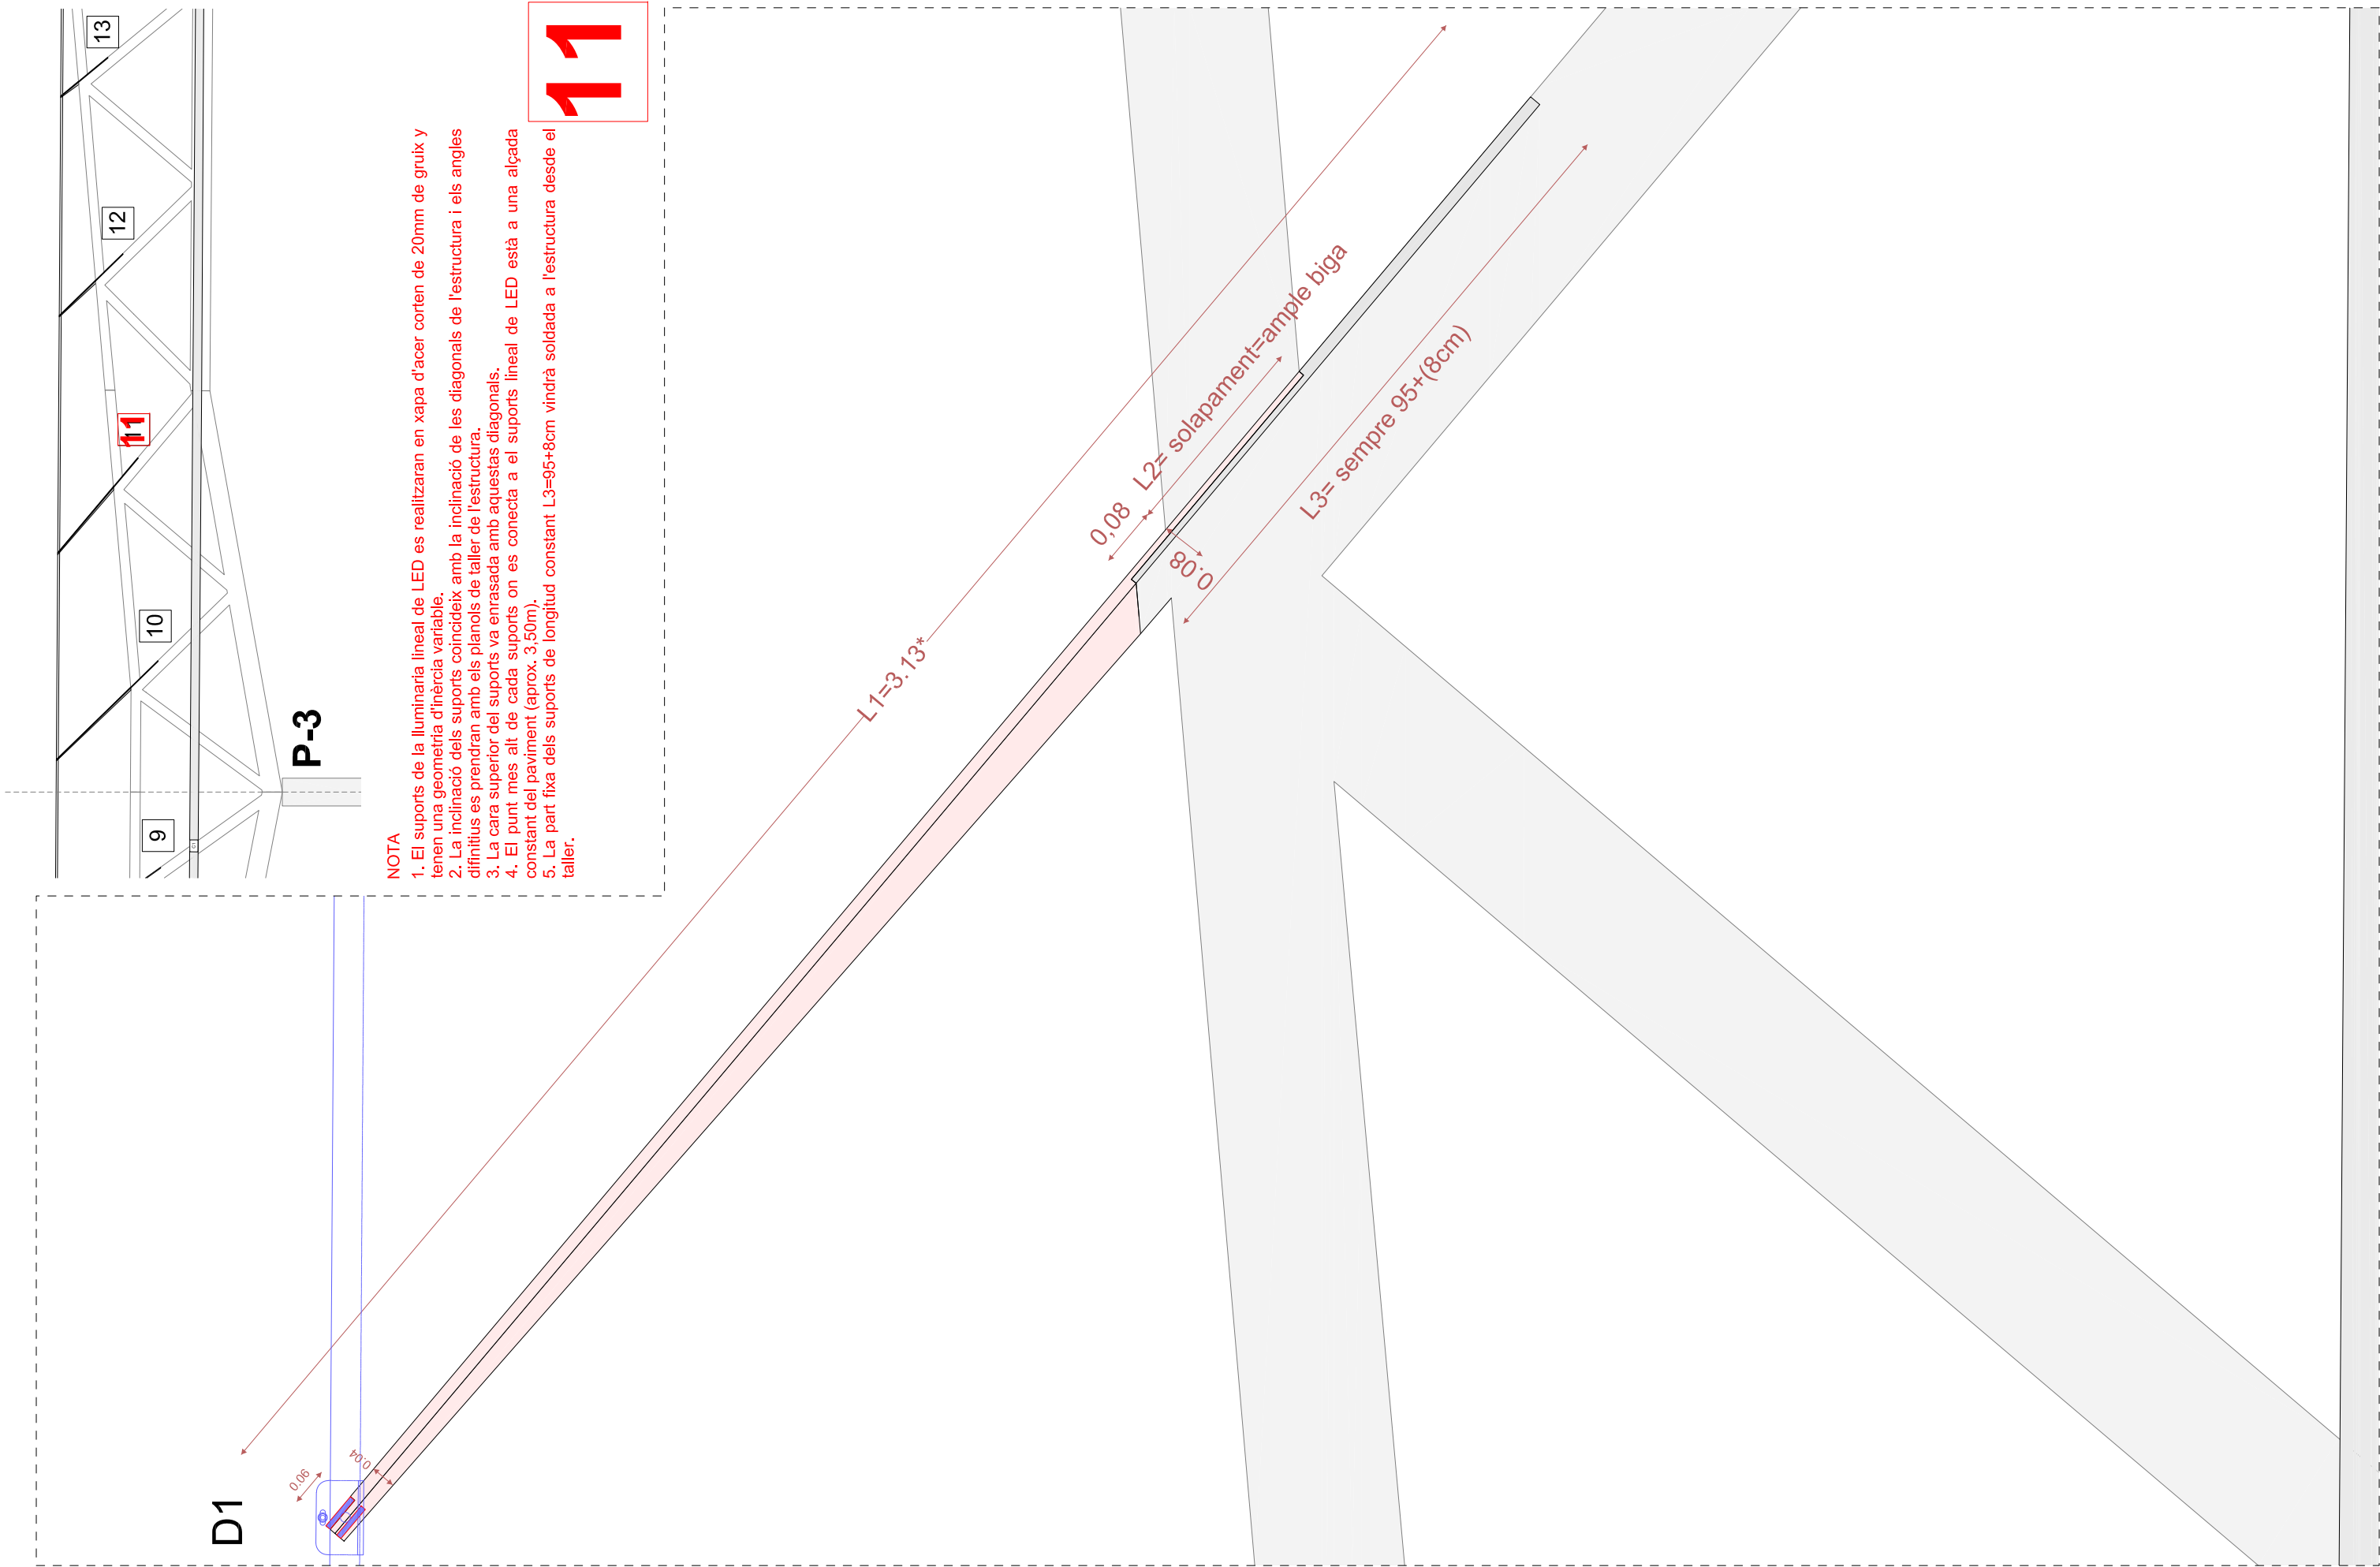 13
12
11
10
9
P-3
11
NOTA
1. El suports de la lluminaria lineal de LED es realitzaran en xapa d'acer corten de 20mm de gruix y
tenen una geometria d'inèrcia variable.
2. La inclinació dels suports coincideix amb la inclinació de les diagonals de l'estructura i els angles
difinitius es prendran amb els planols de taller de l'estructura.
3. La cara superior del suports va enrasada amb aquestas diagonals.
4. El punt mes alt de cada suports on es conecta a el suports lineal de LED està a una alçada
constant del paviment (aprox. 3,50m).
5. La part fixa dels suports de longitud constant L3=95+8cm vindrà soldada a l'estructura desde el
taller.
D1
0.06
0.04
L1=3.13*
0,08
L2= solapament=ample biga
0.08
L3= sempre 95+(8cm)